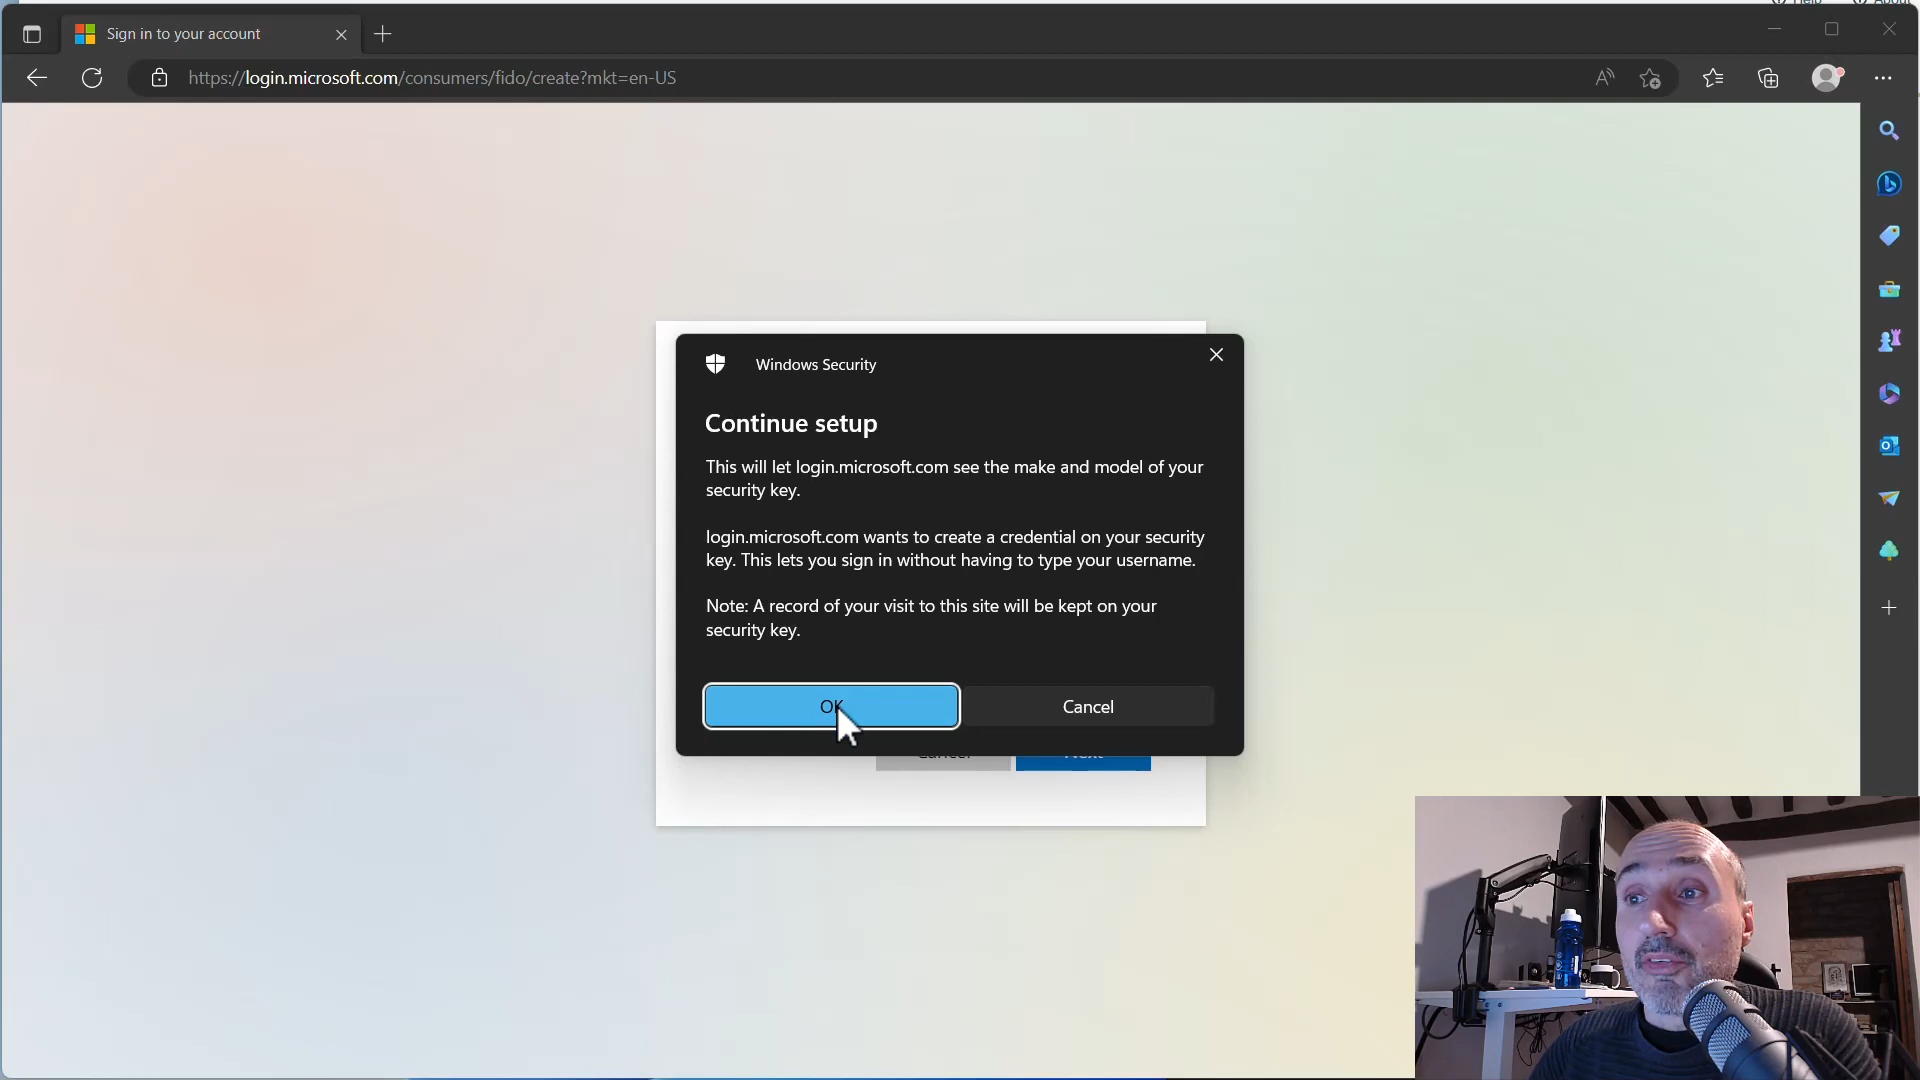 Sign in to your account
https://login.microsoft.com/consumers/fido/create?mkt=en-US
Windows Security
Continue setup
This will let login.microsoft.com see the make and model of your
security key.
login.microsoft.com wants to create a credential on your security
key. This lets you sign in without having to type your username.
Note: A record of your visit to this site will be kept on your
security key.
OK
Cancel